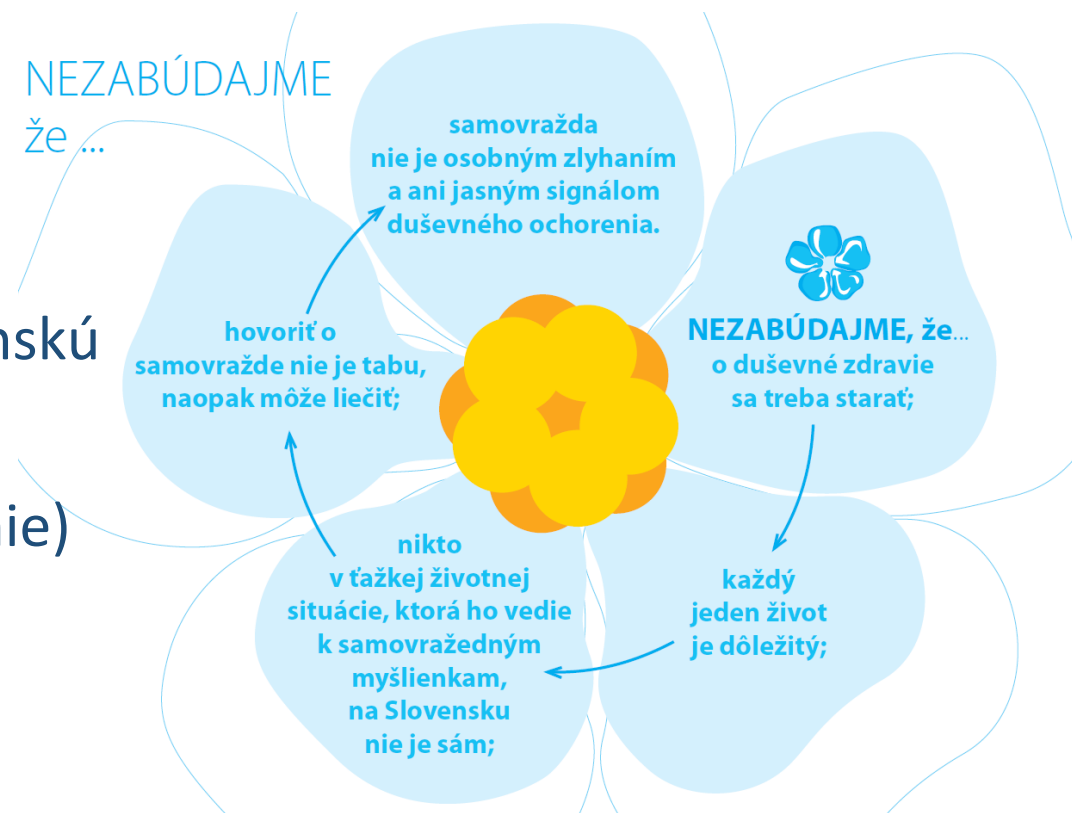 NEZABÚDAJME
že ...
NEZABÚDAJME, že...
o duševné zdravie
sa treba starať;
každý
jeden život
je dôležitý;
nikto
v ťažkej životnej
situácie, ktorá ho vedie
k samovražedným
myšlienkam,
na Slovensku
nie je sám;
hovoriť o
samovražde nie je tabu,
naopak môže liečiť;
samovražda
nie je osobným zlyhaním
a ani jasným signálom
duševného ochorenia.
nskú
nie)